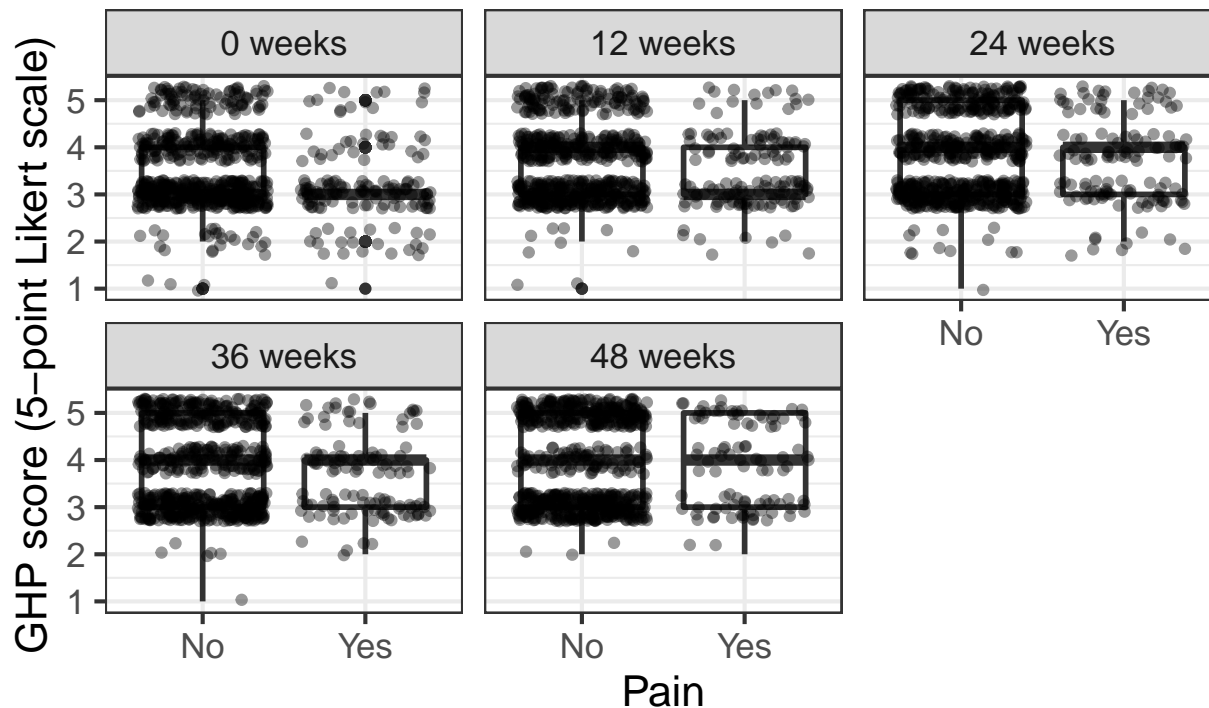 GHP score (5−point Likert scale)
0 weeks
12 weeks
24 weeks
5
4
3
2
1
No
Yes
36 weeks
48 weeks
5
4
3
2
1
No
Yes
No
Yes
Pain